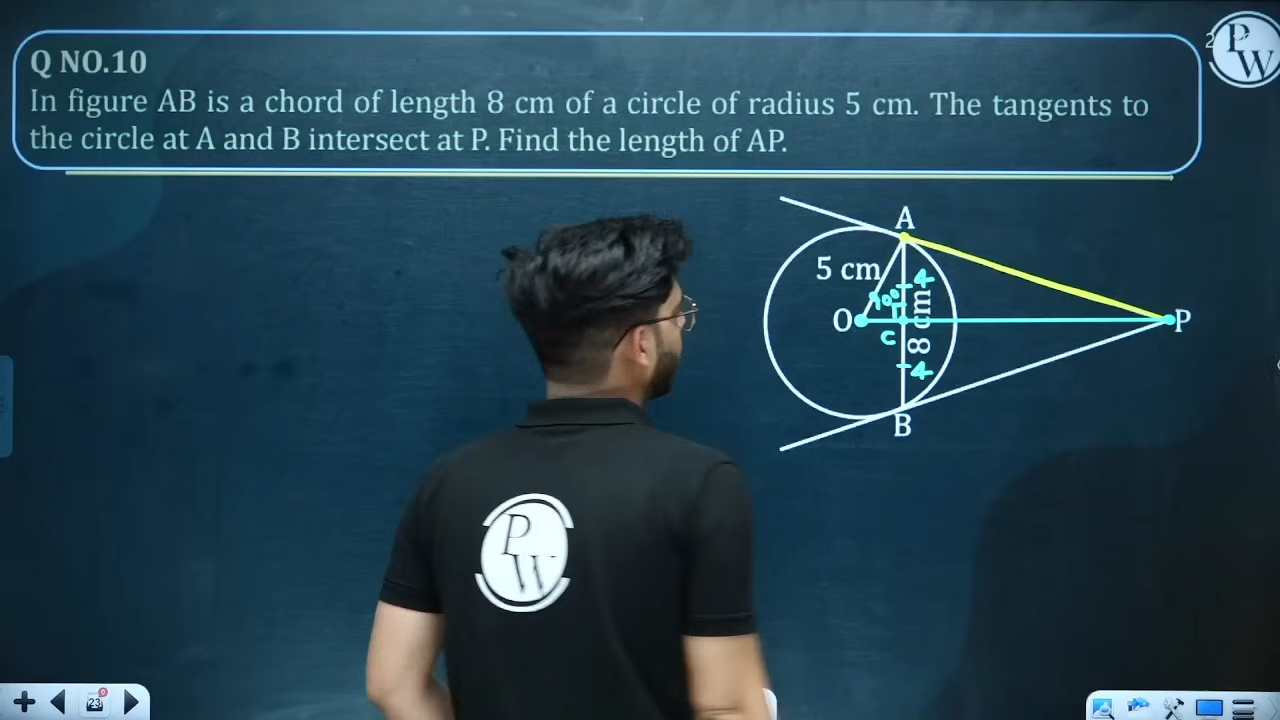 Q NO.10
In figure AB is a chord of length 8 cm of a circle of radius 5 cm. The tangents to
the circle at A and B intersect at P. Find the length of AP.
2
P
W
A
5 cm
4
90°
O
P
C
8 cm
4
B
P
W
23
0